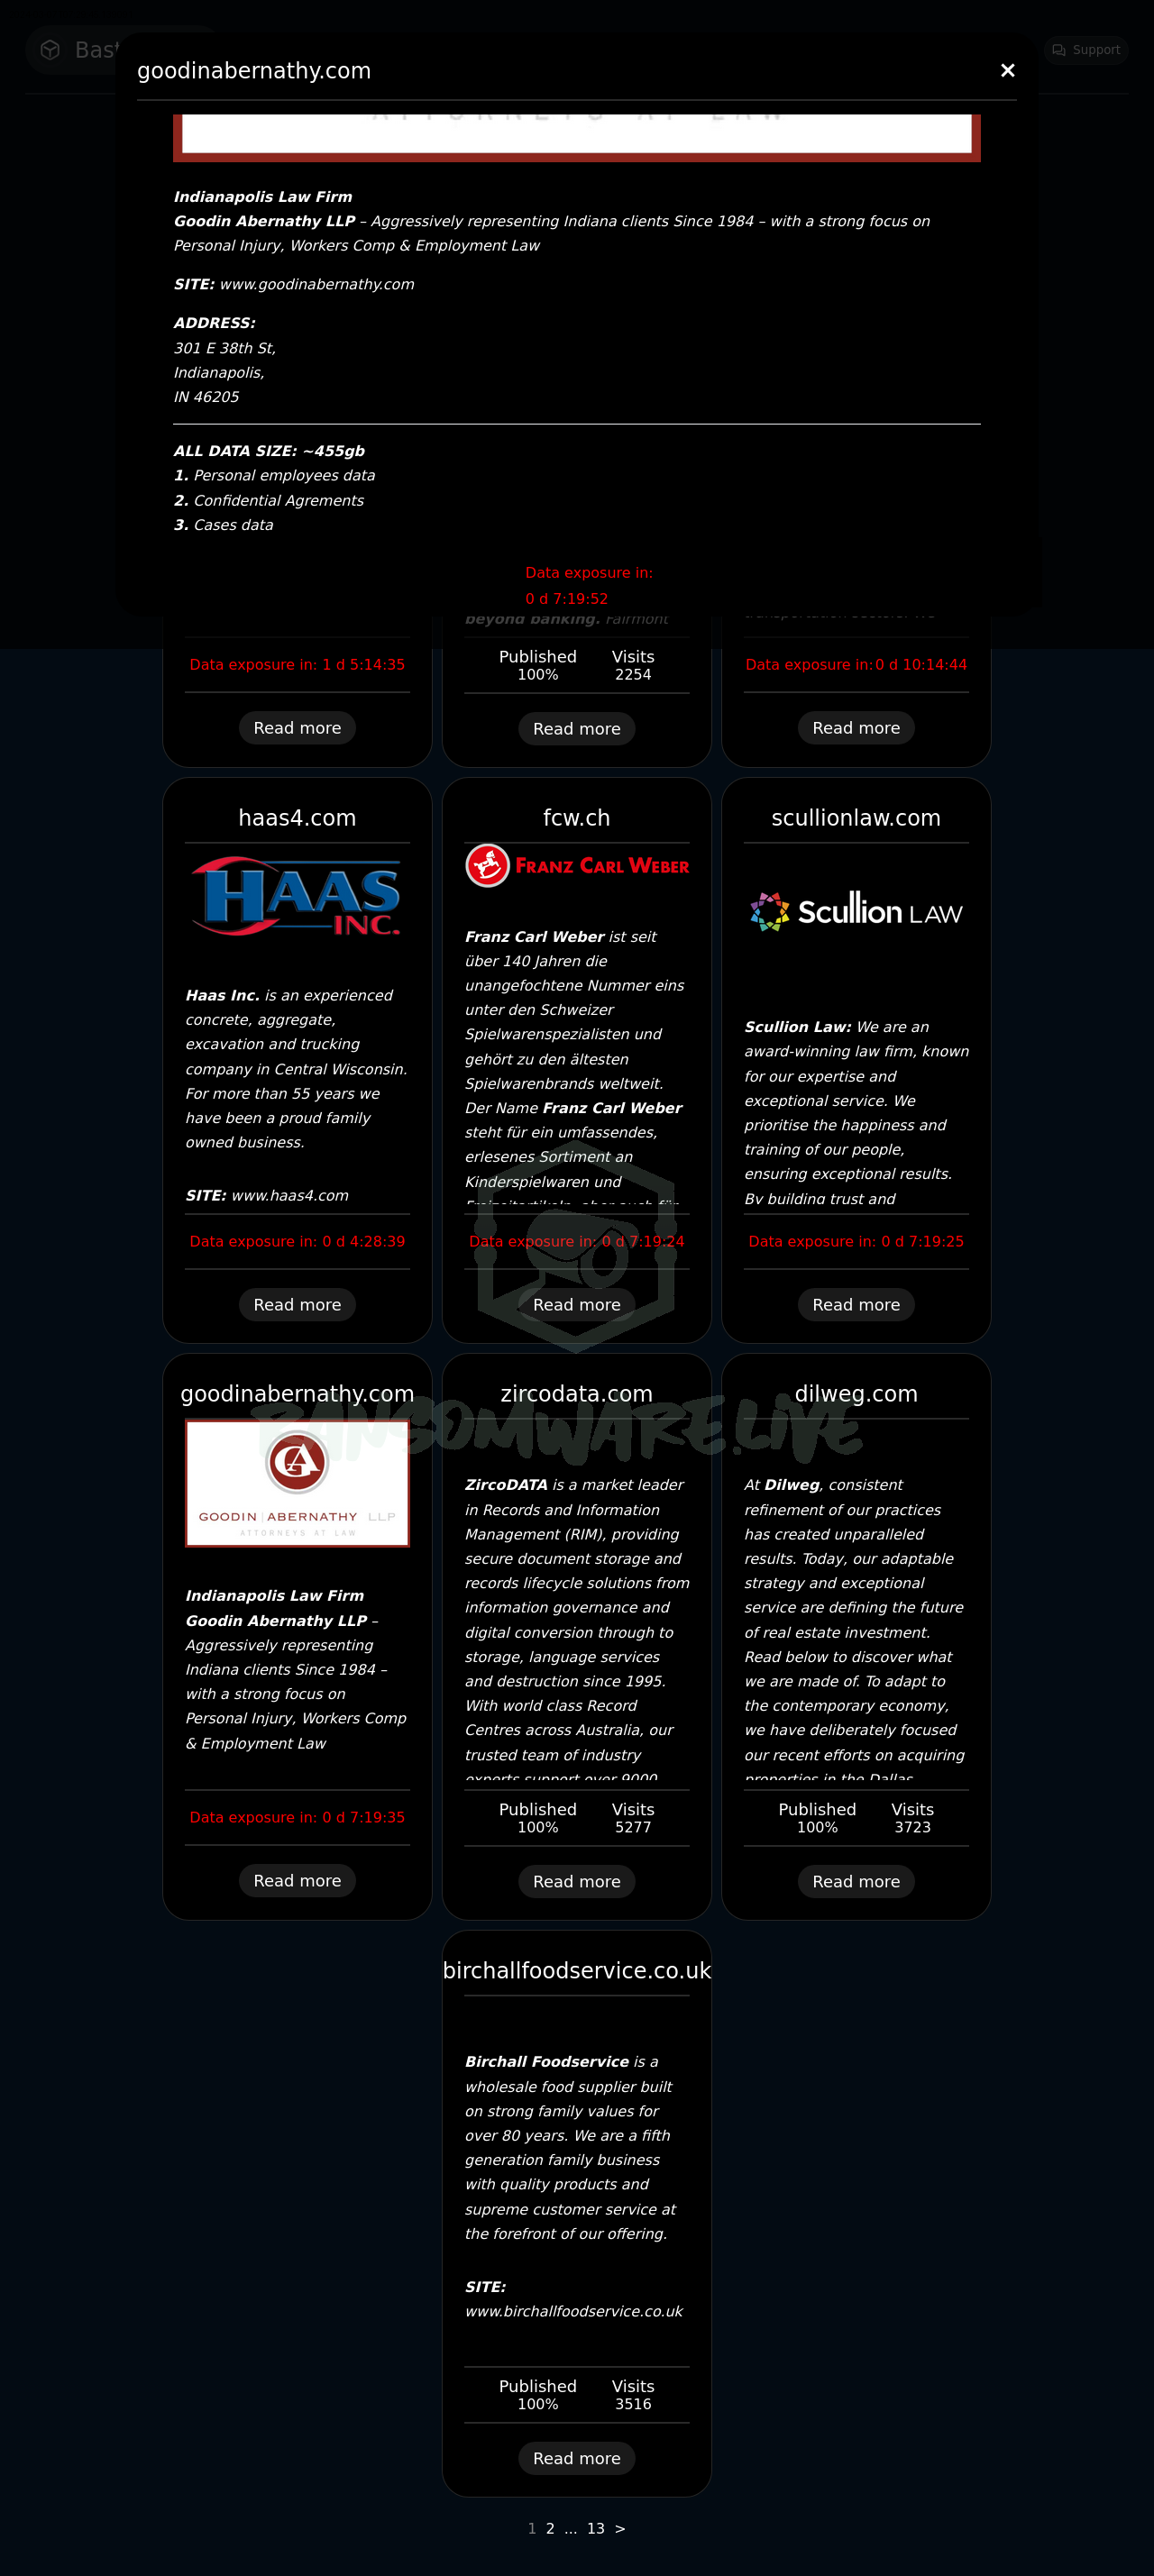 Bast
Support
goodinabernathy.com
×
ATTORNEYS AT LAW
Indianapolis Law Firm
Goodin Abernathy LLP – Aggressively representing Indiana clients Since 1984 – with a strong focus on
Personal Injury, Workers Comp & Employment Law
SITE: www.goodinabernathy.com
ADDRESS:
301 E 38th St,
Indianapolis,
IN 46205
ALL DATA SIZE: ~455gb
1. Personal employees data
2. Confidential Agrements
3. Cases data
Data exposure in:
0 d 7:19:52
Data exposure in: 1 d 5:14:35
Read more
beyond banking. Fairmont
Published Visits
100% 2254
Read more
Data exposure in: 0 d 10:14:44
Read more
haas4.com
HAAS
INC.
Haas Inc. is an experienced
concrete, aggregate,
excavation and trucking
company in Central Wisconsin.
For more than 55 years we
have been a proud family
owned business.
SITE: www.haas4.com
Data exposure in: 0 d 4:28:39
Read more
fcw.ch
FRANZ CARL WEBER
Franz Carl Weber ist seit
über 140 Jahren die
unangefochtene Nummer eins
unter den Schweizer
Spielwarenspezialisten und
gehört zu den ältesten
Spielwarenbrands weltweit.
Der Name Franz Carl Weber
steht für ein umfassendes,
erlesenes Sortiment an
Kinderspielwaren und
Freizeitartikeln, aber auch für
Data exposure in: 0 d 7:19:24
Read more
scullionlaw.com
Scullion LAW
Scullion Law: We are an
award-winning law firm, known
for our expertise and
exceptional service. We
prioritise the happiness and
training of our people,
ensuring exceptional results.
By building trust and
Data exposure in: 0 d 7:19:25
Read more
goodinabernathy.com
GA
GOODIN | ABERNATHY LLP
ATTORNEYS AT LAW
Indianapolis Law Firm
Goodin Abernathy LLP –
Aggressively representing
Indiana clients Since 1984 –
with a strong focus on
Personal Injury, Workers Comp
& Employment Law
Data exposure in: 0 d 7:19:35
Read more
zircodata.com
ZircoDATA is a market leader
in Records and Information
Management (RIM), providing
secure document storage and
records lifecycle solutions from
information governance and
digital conversion through to
storage, language services
and destruction since 1995.
With world class Record
Centres across Australia, our
trusted team of industry
experts support over 9000
Published Visits
100% 5277
Read more
dilweg.com
At Dilweg, consistent
refinement of our practices
has created unparalleled
results. Today, our adaptable
strategy and exceptional
service are defining the future
of real estate investment.
Read below to discover what
we are made of. To adapt to
the contemporary economy,
we have deliberately focused
our recent efforts on acquiring
properties in the Dallas
Published Visits
100% 3723
Read more
RANSOMWARE.LIVE
birchallfoodservice.co.uk
Birchall Foodservice is a
wholesale food supplier built
on strong family values for
over 80 years. We are a fifth
generation family business
with quality products and
supreme customer service at
the forefront of our offering.
SITE:
www.birchallfoodservice.co.uk
Published Visits
100% 3516
Read more
1 2 ... 13 >